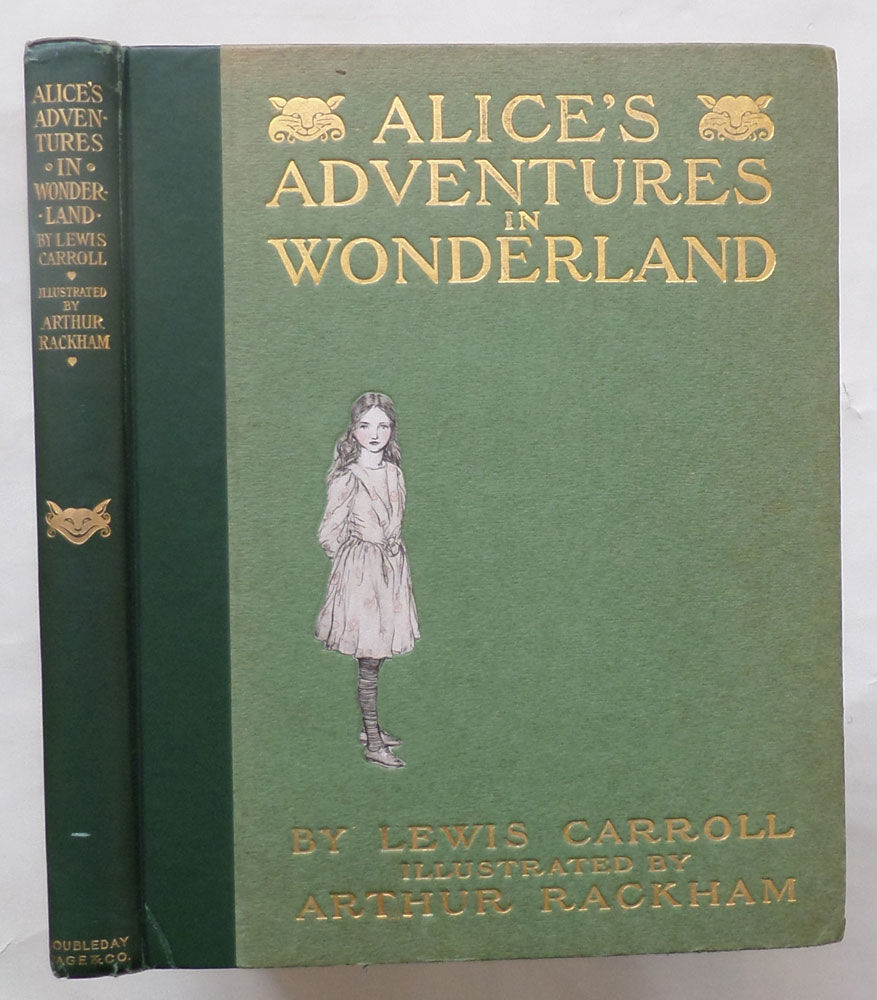 ALICE'S
ADVEN-
TURES
IN
WONDER-
·LAND·
BY LEWIS
CARROLL
ILLUSTRATED
BY
ARTHUR
RACKHAM
OUBLEDAY
AGE & CO.
ALICE'S
ADVENTURES
IN
WONDERLAND
BY LEWIS CARROLL
ILLUSTRATED BY
ARTHUR RACKHAM